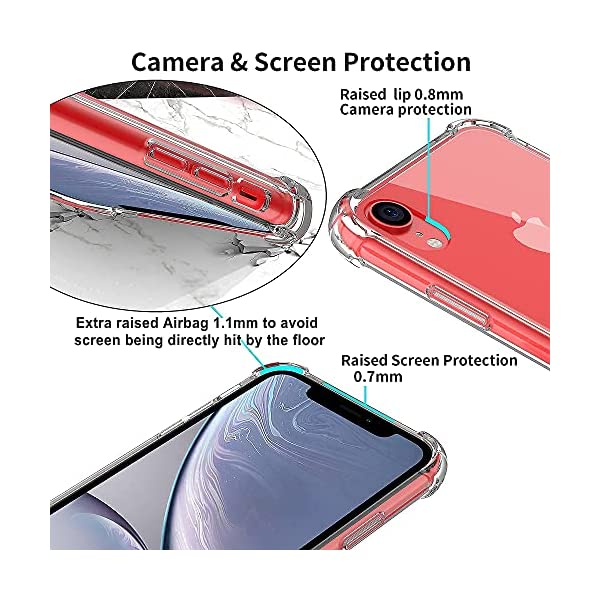 Camera & Screen Protection
Raised lip 0.8mm
Camera protection
Extra raised Airbag 1.1mm to avoid
screen being directly hit by the floor
Raised Screen Protection
0.7mm